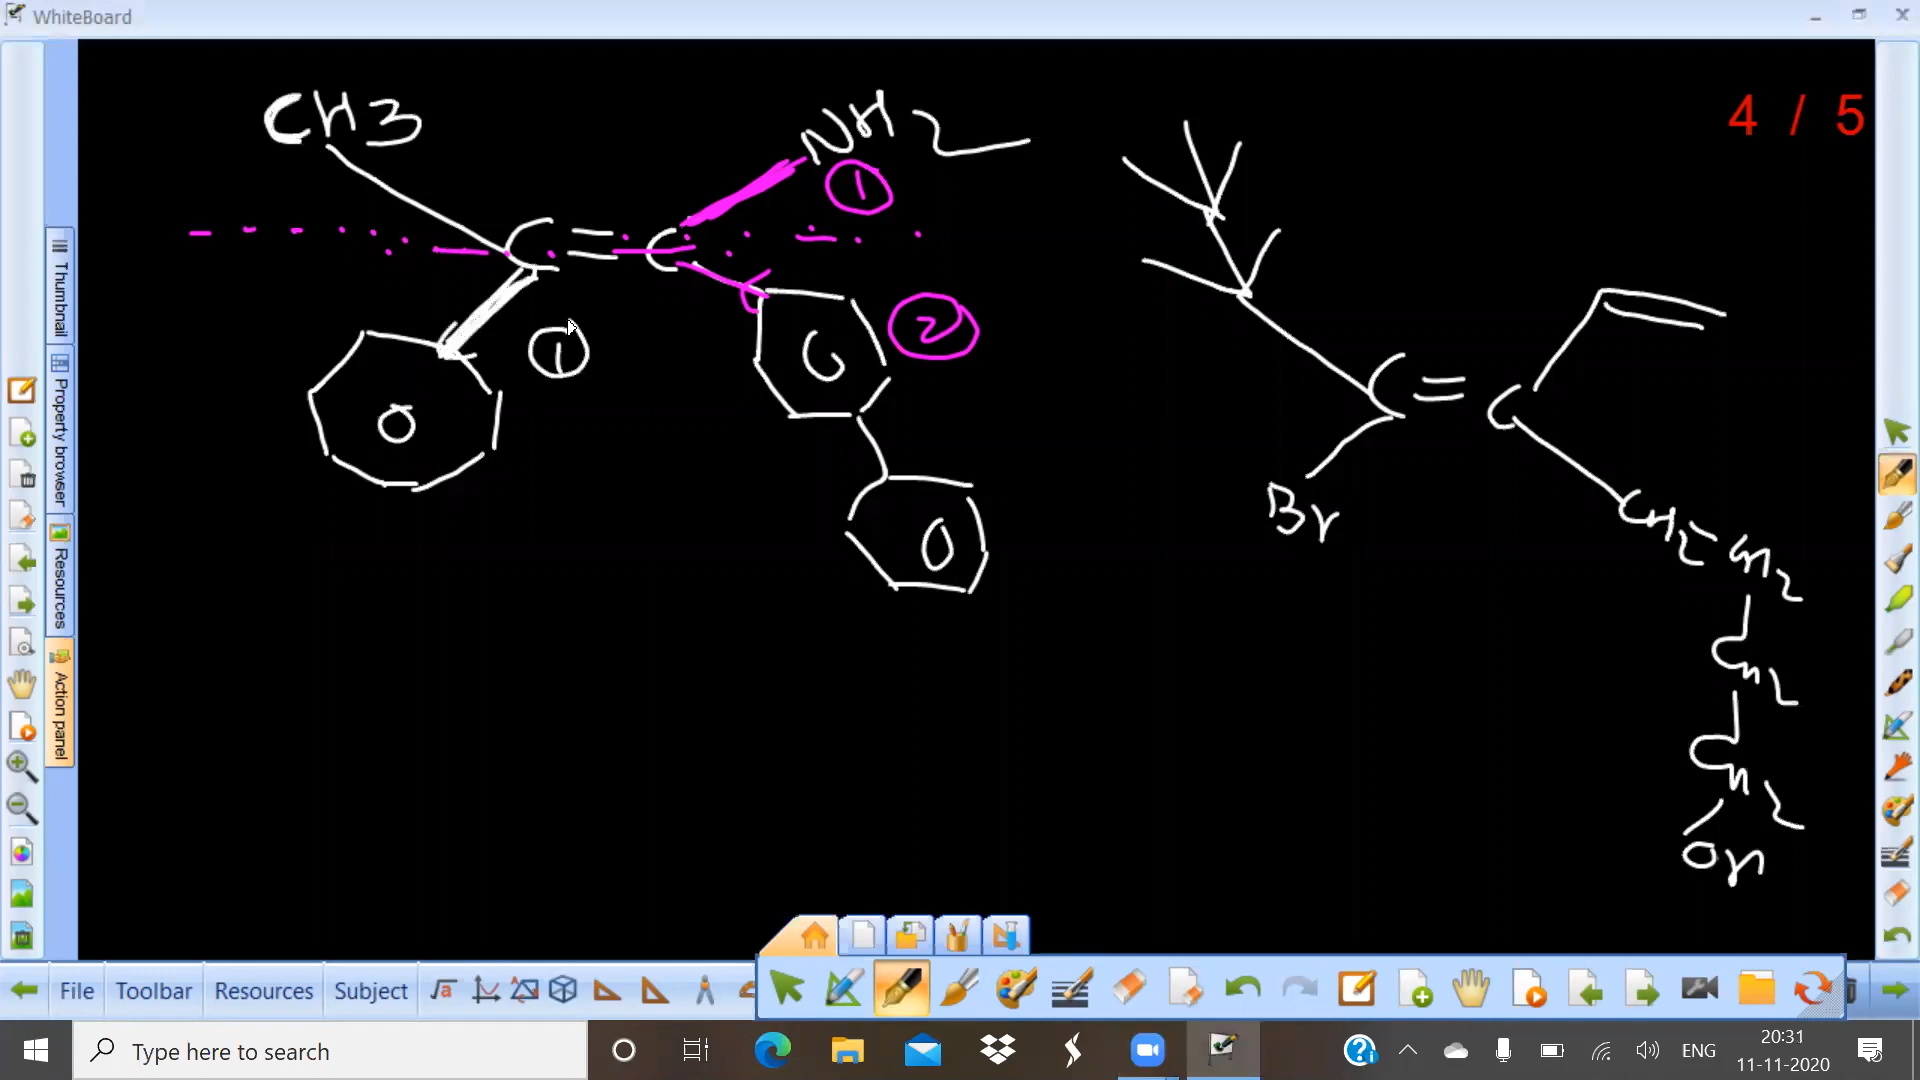 WhiteBoard
4 / 5
CH3
NH2
1
C = C
1
2
C = C
Br
CH2 - CH2
CH2
CH2
OH
Thumbnail
Property browser
Resources
Action panel
File
Toolbar
Resources
Subject
Type here to search
ENG
20:31
11-11-2020